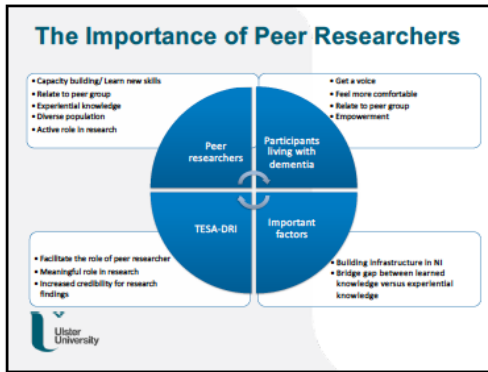 The Importance of Peer Researchers
• Capacity building/ Learn new skills
• Relate to peer group
• Experiential knowledge
• Diverse population
• Active role in research
• Get a voice
• Feel more comfortable
• Relate to peer group
• Empowerment
Peer
researchers
Participants
living with
dementia
TESA-DRI
Important
factors
• Facilitate the role of peer researcher
• Meaningful role in research
• Increased credibility for research
findings
• Building infrastructure in NI
• Bridge gap between learned
knowledge versus experiential
knowledge
Ulster
University